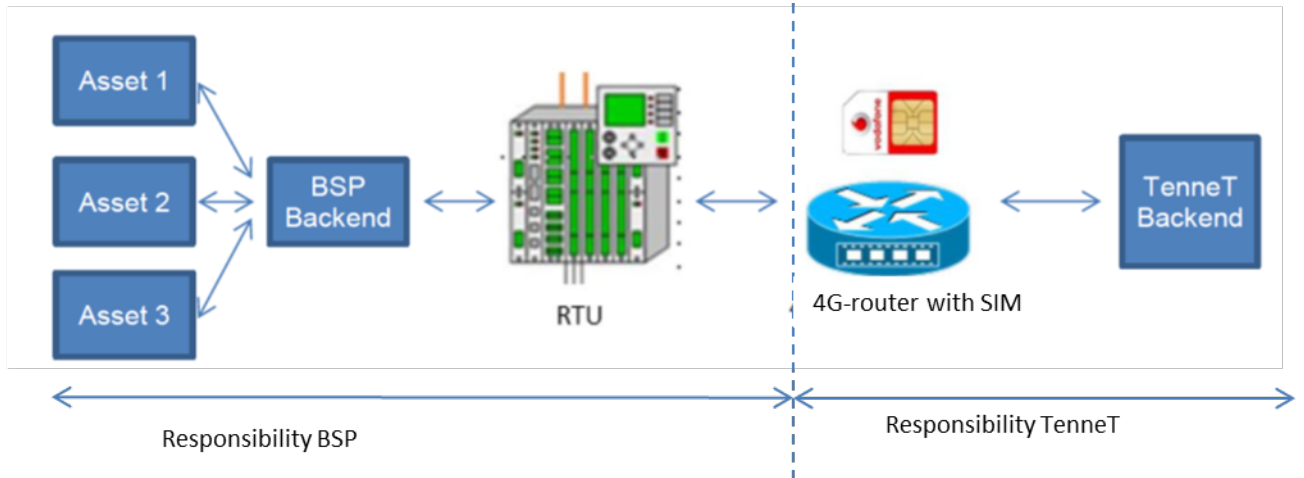 Asset 1
Asset 2
Asset 3
BSP
Backend
RTU
vodafone
4G-router with SIM
TenneT
Backend
Responsibility BSP
Responsibility TenneT